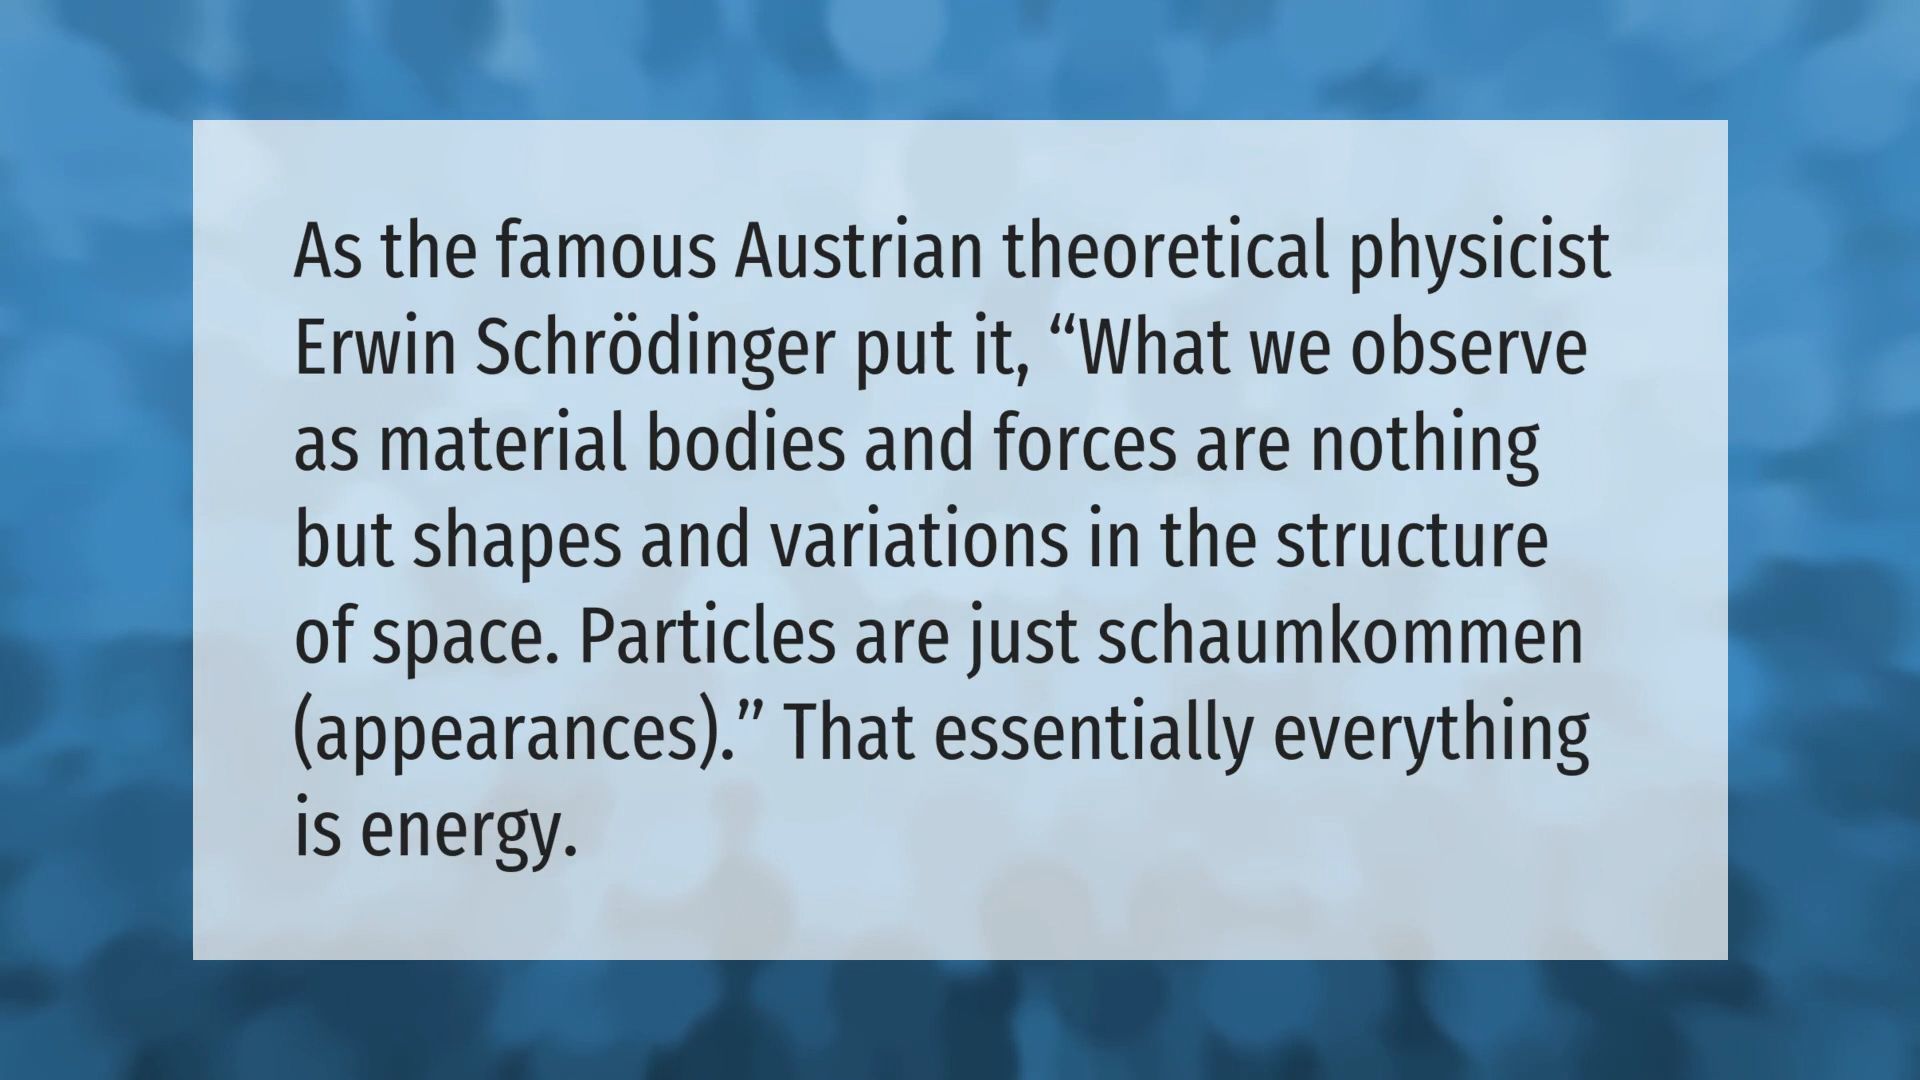 As the famous Austrian theoretical physicist
Erwin Schrödinger put it, “What we observe
as material bodies and forces are nothing
but shapes and variations in the structure
of space. Particles are just schaumkommen
(appearances).” That essentially everything
is energy.